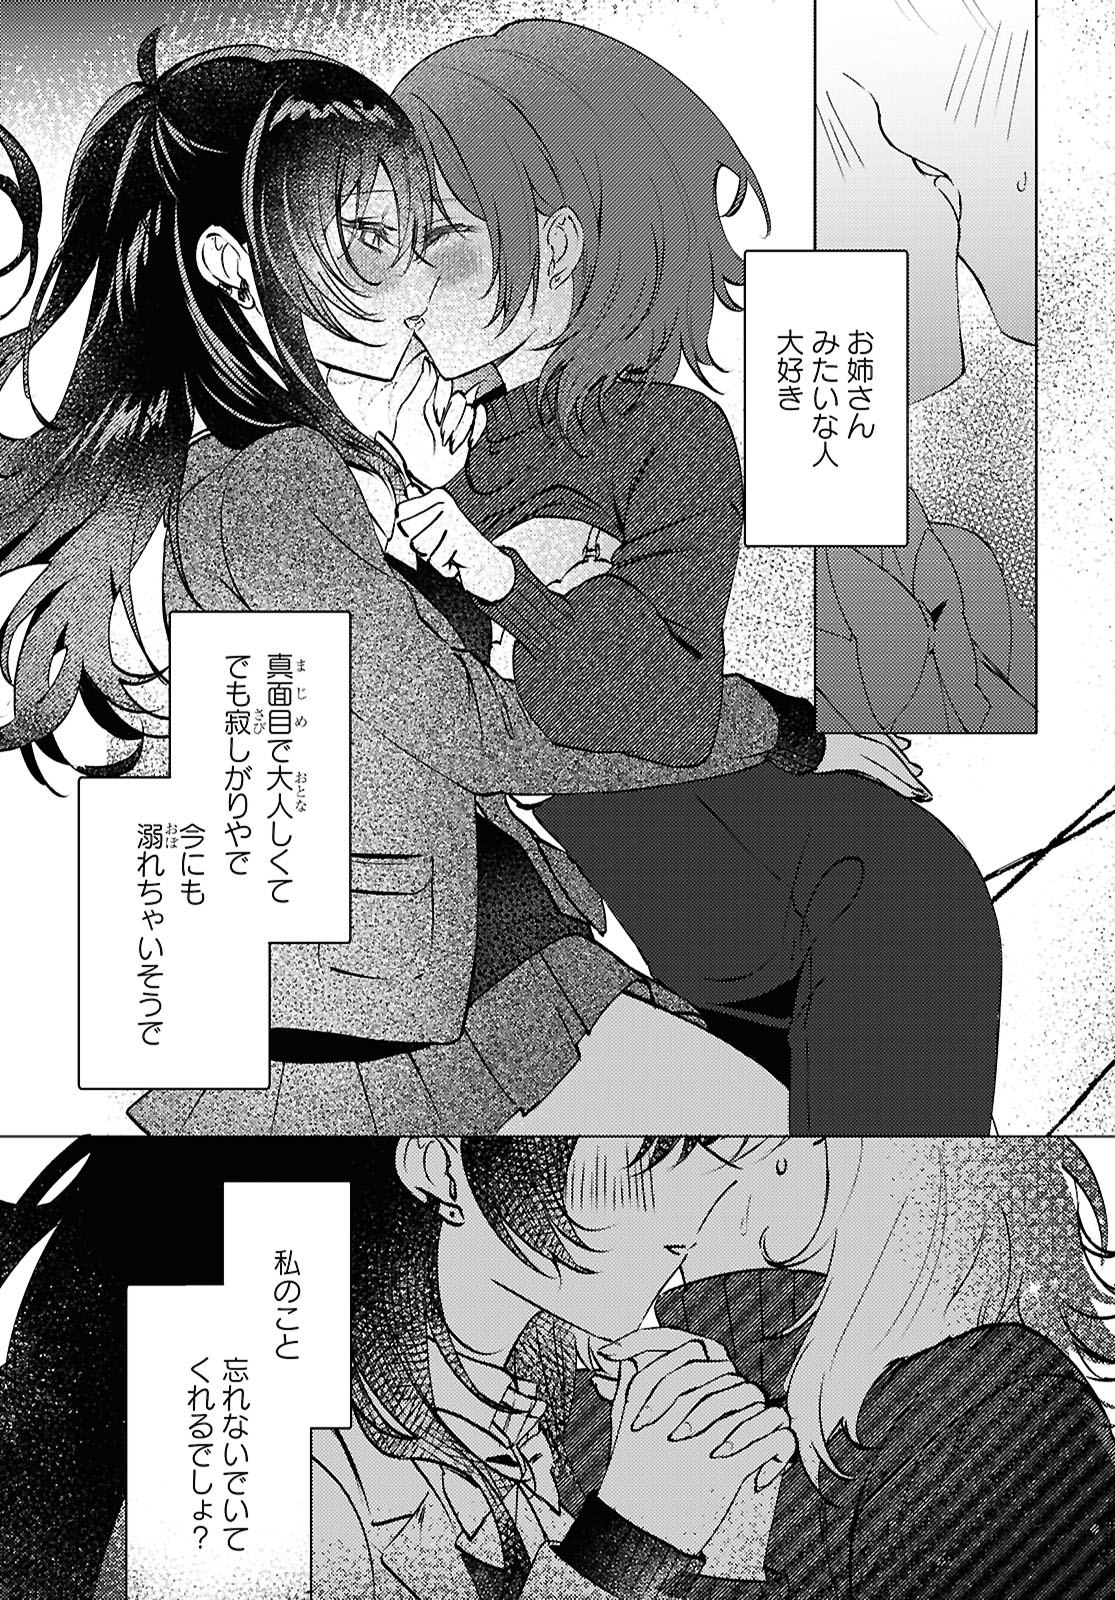 お姉さん
みたいな人
大好き
真面目で大人しくて
でも寂しがりやで
今にも
溺れちゃいそうで
私のこと
忘れないでいて
くれるでしょ？